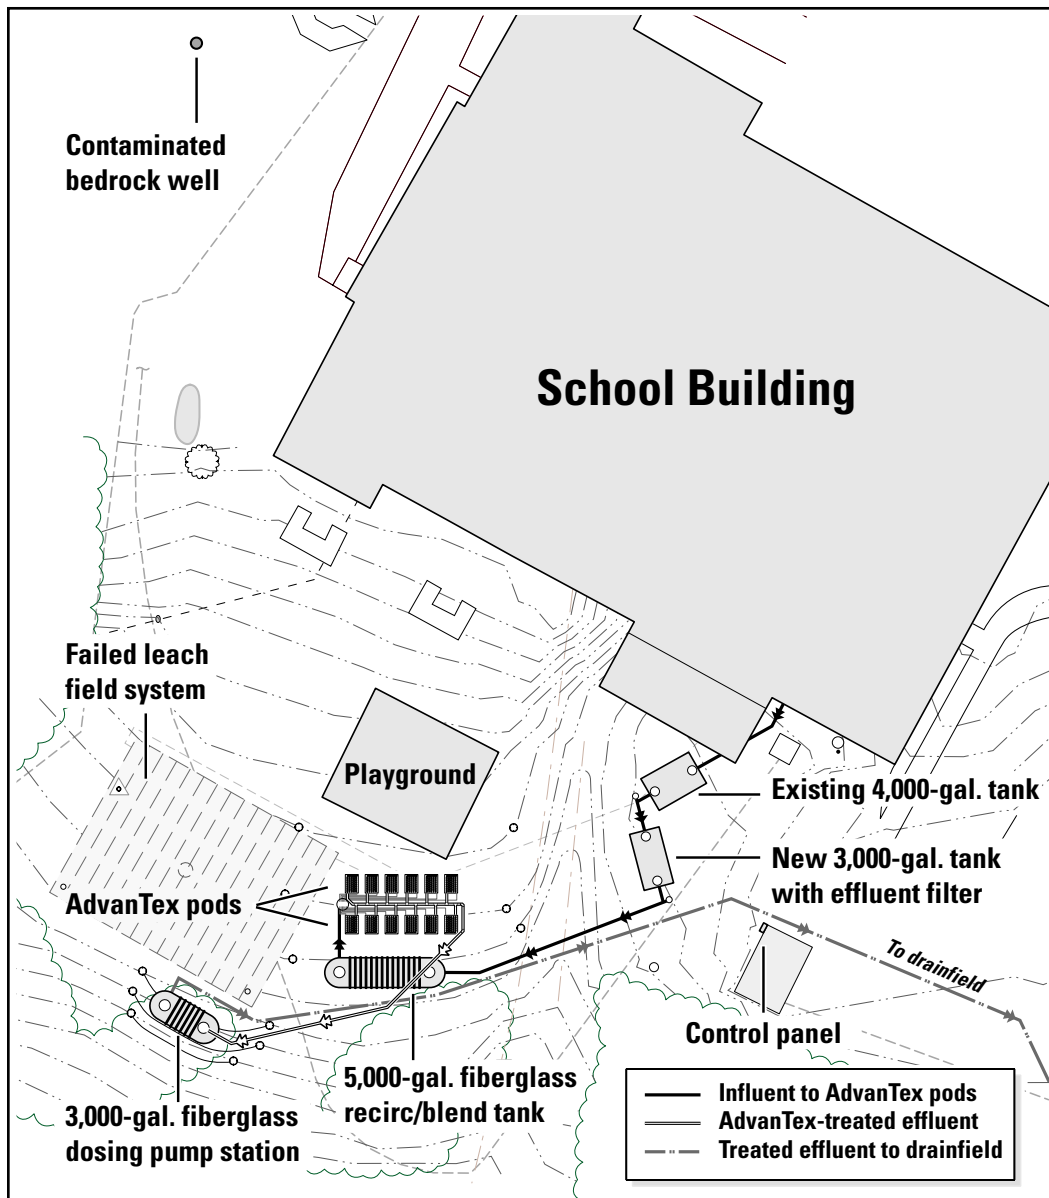 Contaminated
bedrock well
School Building
Failed leach
field system
Playground
Existing 4,000-gal. tank
New 3,000-gal. tank
with effluent filter
AdvanTex pods
To drainfield
Control panel
5,000-gal. fiberglass
recirc/blend tank
3,000-gal. fiberglass
dosing pump station
Influent to AdvanTex pods
AdvanTex-treated effluent
Treated effluent to drainfield